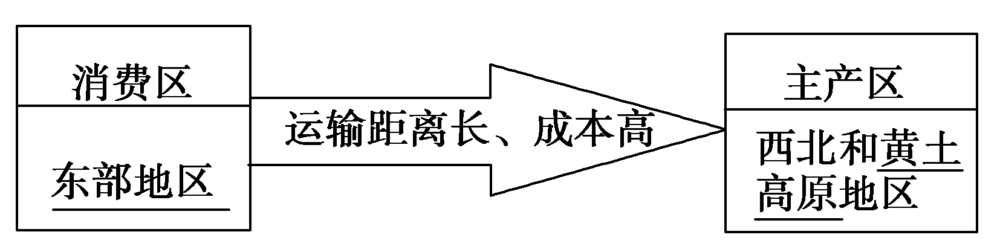 消费区
东部地区
运输距离长、成本高
主产区
西北和黄土
高原地区